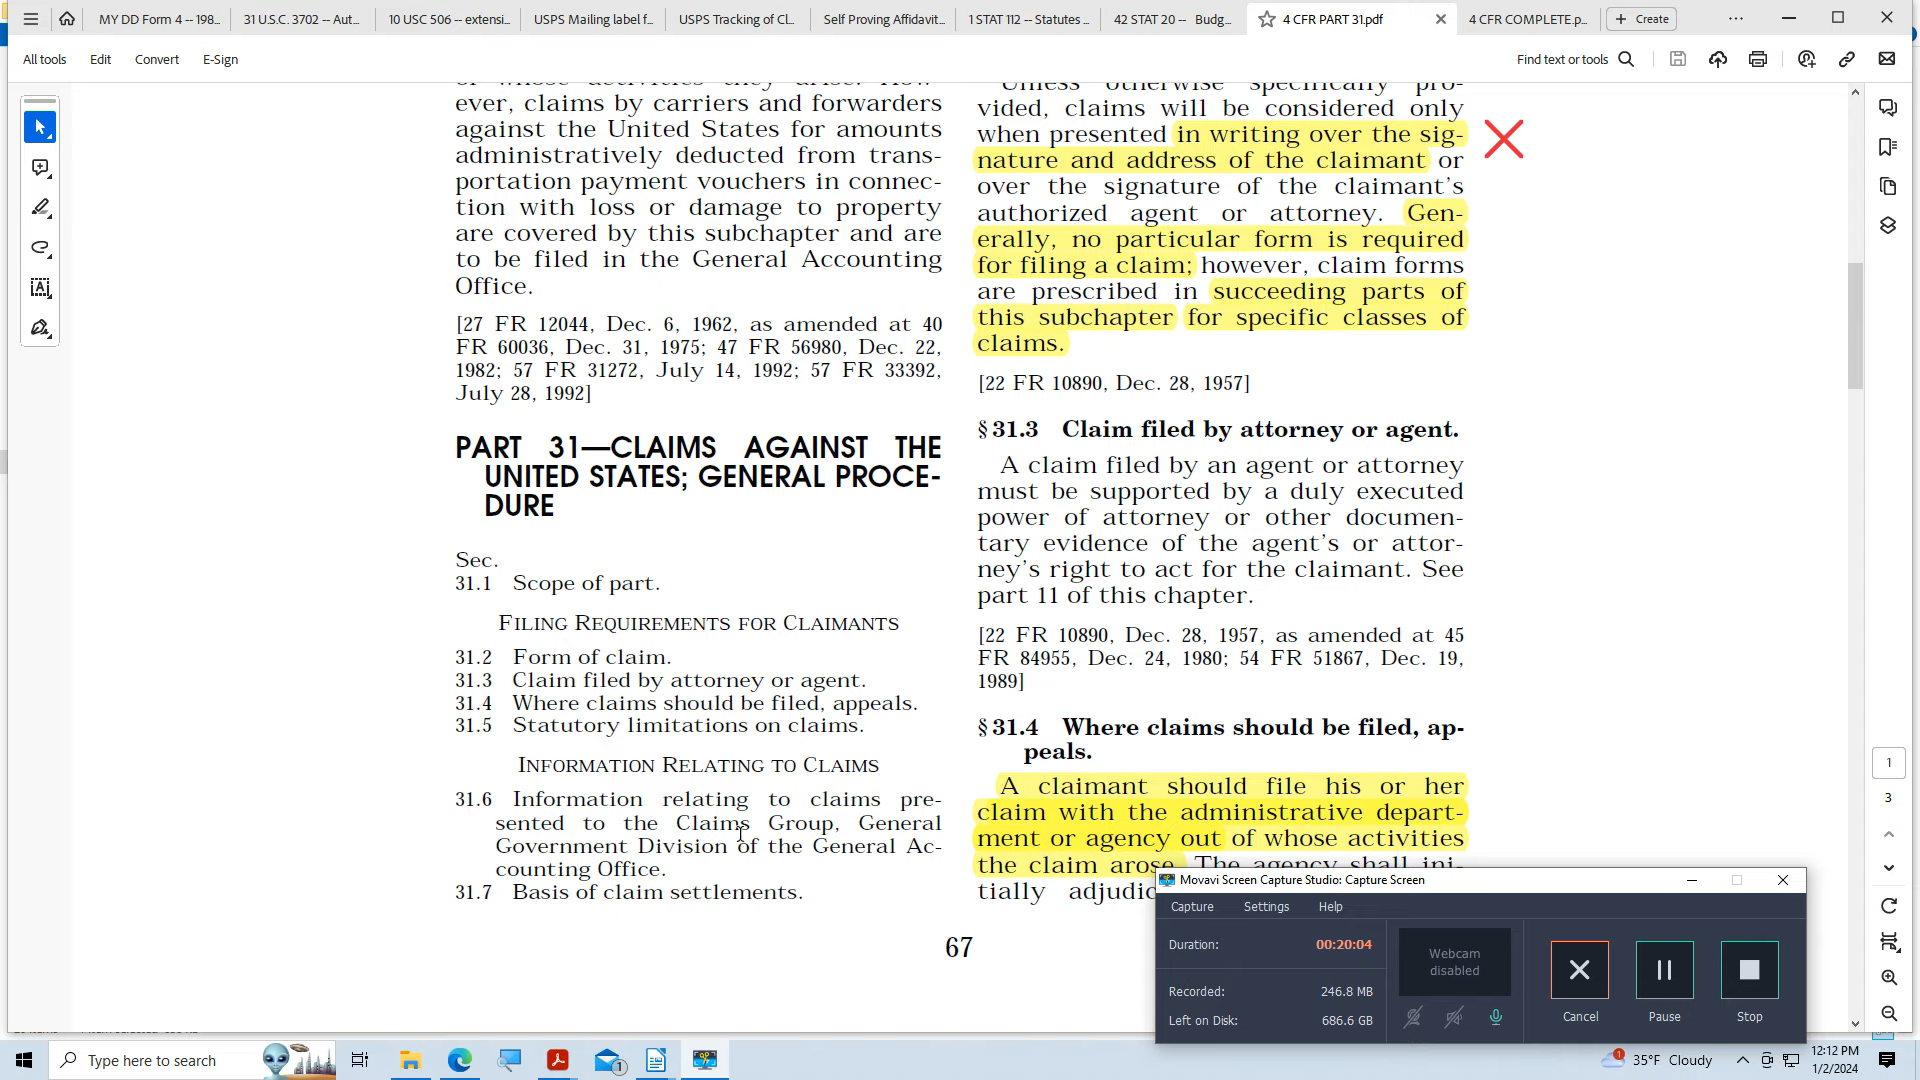 MY DD Form 4 -- 198...
31 U.S.C. 3702 -- Aut...
10 USC 506 -- extensi...
USPS Mailing label f...
USPS Tracking of Cl...
Self Proving Affidavit...
1 STAT 112 -- Statutes ...
42 STAT 20 -- Budg...
4 CFR PART 31.pdf
4 CFR COMPLETE.p...
Create
All tools
Edit
Convert
E-Sign
Find text or tools
of whose activities they arise. How-
ever, claims by carriers and forwarders
against the United States for amounts
administratively deducted from trans-
portation payment vouchers in connec-
tion with loss or damage to property
are covered by this subchapter and are
to be filed in the General Accounting
Office.
[27 FR 12044, Dec. 6, 1962, as amended at 40
FR 60036, Dec. 31, 1975; 47 FR 56980, Dec. 22,
1982; 57 FR 31272, July 14, 1992; 57 FR 33392,
July 28, 1992]
PART 31—CLAIMS AGAINST THE
UNITED STATES; GENERAL PROCE-
DURE
Sec.
31.1 Scope of part.
FILING REQUIREMENTS FOR CLAIMANTS
31.2 Form of claim.
31.3 Claim filed by attorney or agent.
31.4 Where claims should be filed, appeals.
31.5 Statutory limitations on claims.
INFORMATION RELATING TO CLAIMS
31.6 Information relating to claims pre-
sented to the Claims Group, General
Government Division of the General Ac-
counting Office.
31.7 Basis of claim settlements.
Unless otherwise specifically pro-
vided, claims will be considered only
when presented in writing over the sig-
nature and address of the claimant or
over the signature of the claimant's
authorized agent or attorney. Gen-
erally, no particular form is required
for filing a claim; however, claim forms
are prescribed in succeeding parts of
this subchapter for specific classes of
claims.
[22 FR 10890, Dec. 28, 1957]
§ 31.3 Claim filed by attorney or agent.
A claim filed by an agent or attorney
must be supported by a duly executed
power of attorney or other documen-
tary evidence of the agent's or attor-
ney's right to act for the claimant. See
part 11 of this chapter.
[22 FR 10890, Dec. 28, 1957, as amended at 45
FR 84955, Dec. 24, 1980; 54 FR 51867, Dec. 19,
1989]
§ 31.4 Where claims should be filed, ap-
peals.
A claimant should file his or her
claim with the administrative depart-
ment or agency out of whose activities
the claim arose. The agency shall ini-
tially adjudic
67
1
3
Movavi Screen Capture Studio: Capture Screen
Capture
Settings
Help
Duration:
00:20:04
Recorded:
246.8 MB
Left on Disk:
686.6 GB
Webcam
disabled
Cancel
Pause
Stop
Type here to search
1
1
35°F Cloudy
12:12 PM
1/2/2024